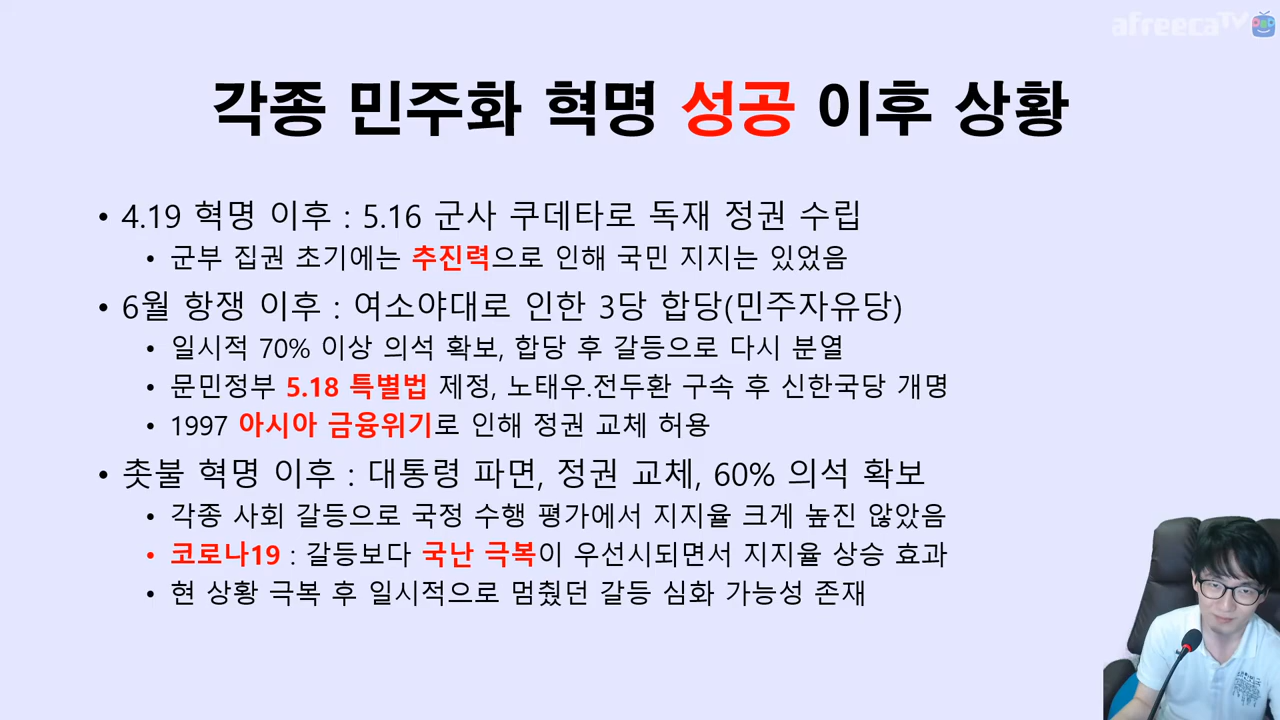 afreecaTV
각종 민주화 혁명 성공 이후 상황
• 4.19 혁명 이후 : 5.16 군사 쿠데타로 독재 정권 수립
• 군부 집권 초기에는 추진력으로 인해 국민 지지는 있었음
• 6월 항쟁 이후 : 여소야대로 인한 3당 합당(민주자유당)
• 일시적 70% 이상 의석 확보, 합당 후 갈등으로 다시 분열
• 문민정부 5.18 특별법 제정, 노태우.전두환 구속 후 신한국당 개명
• 1997 아시아 금융위기로 인해 정권 교체 허용
• 촛불 혁명 이후 : 대통령 파면, 정권 교체, 60% 의석 확보
• 각종 사회 갈등으로 국정 수행 평가에서 지지율 크게 높진 않았음
• 코로나19 : 갈등보다 국난 극복이 우선시되면서 지지율 상승 효과
• 현 상황 극복 후 일시적으로 멈췄던 갈등 심화 가능성 존재